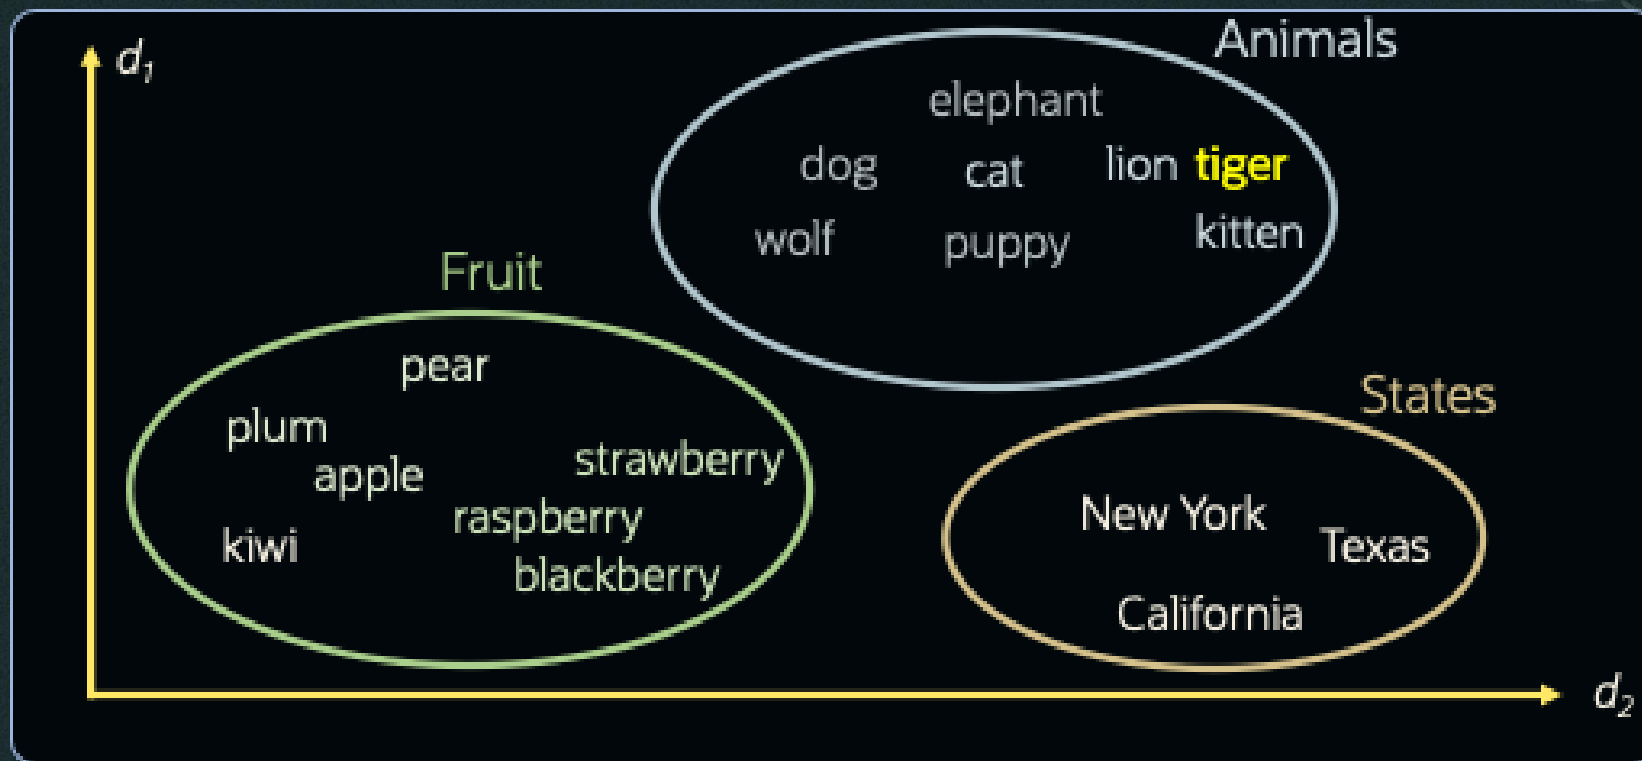 d₁
Animals
elephant
dog cat lion tiger
wolf puppy kitten
Fruit
pear
plum
apple
strawberry
raspberry
kiwi
blackberry
States
New York
Texas
California
d₂